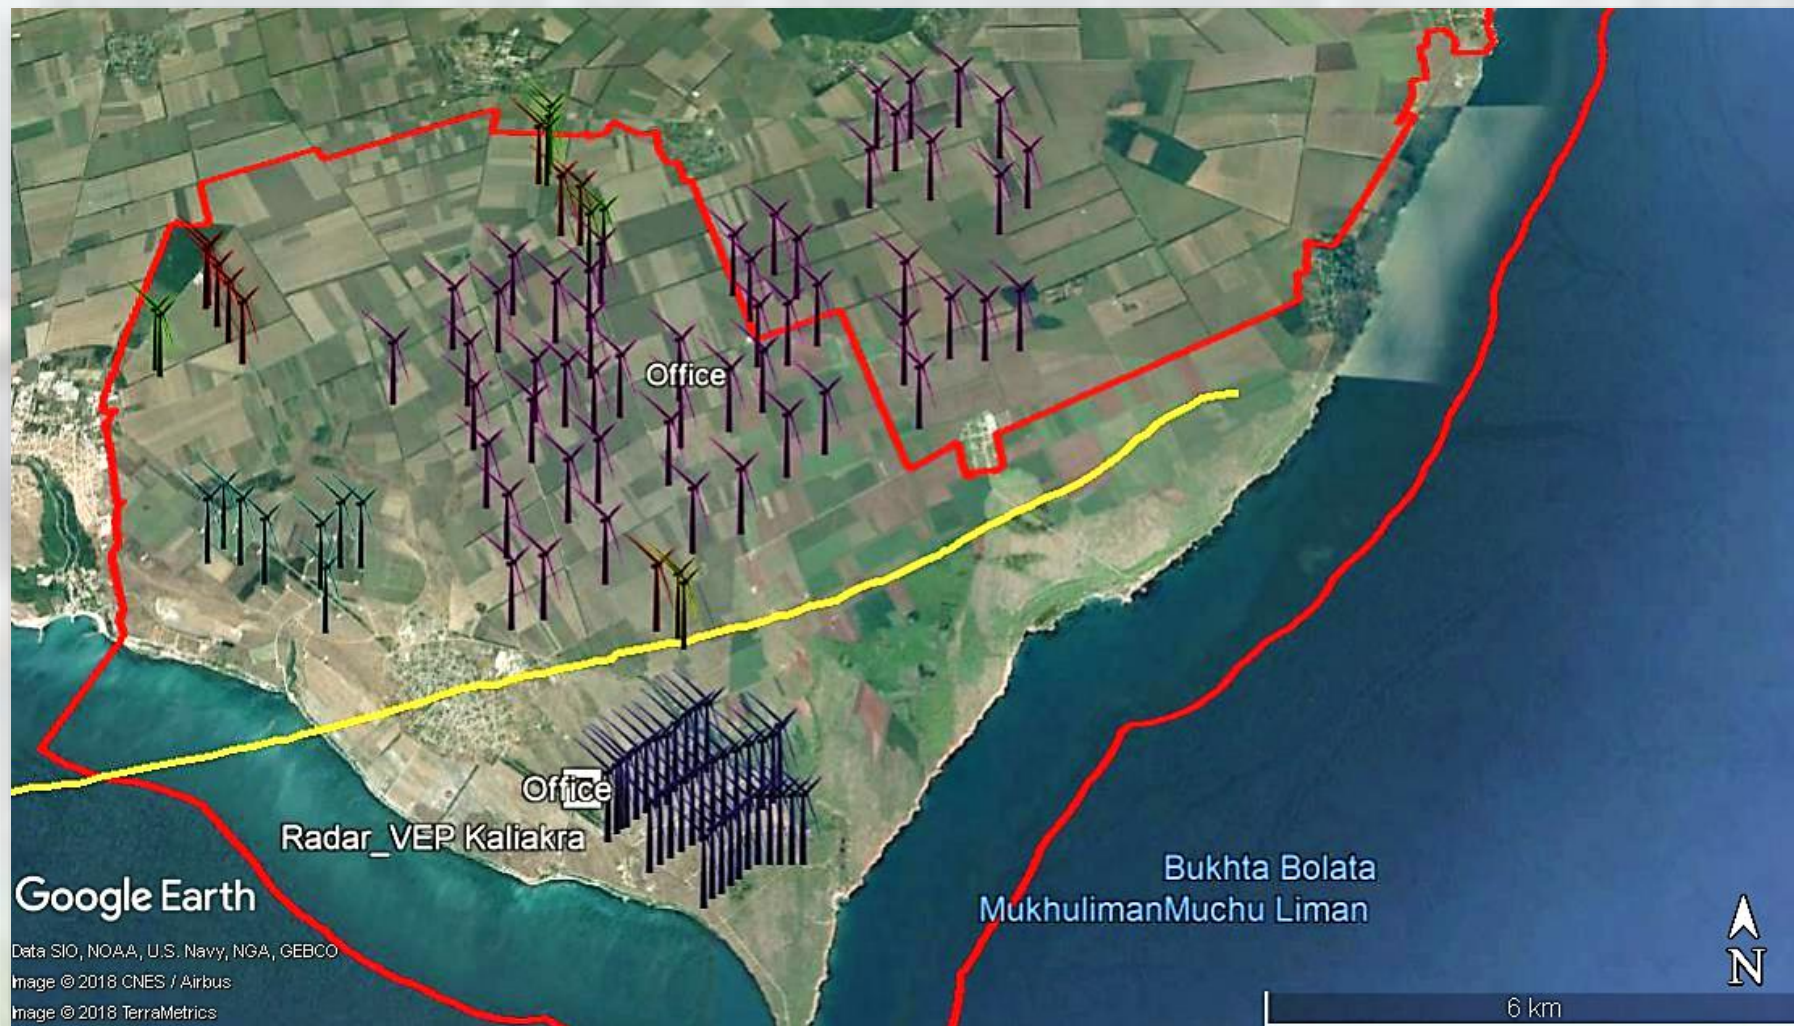 Office
Office
Radar_VEP Kaliakra
Bukhta Bolata
MukhulimanMuchu Liman
Google Earth
Data SIO, NOAA, U.S. Navy, NGA, GEBCO
Image © 2018 CNES / Airbus
Image © 2018 TerraMetrics
N
6 km